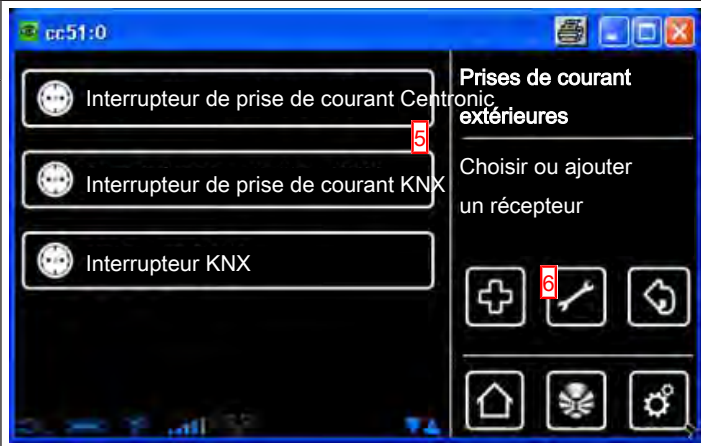 cc51:0
Interrupteur de prise de courant Centronic
5
Interrupteur de prise de courant KNX
Interrupteur KNX
Prises de courant
extérieures
Choisir ou ajouter
un récepteur
6